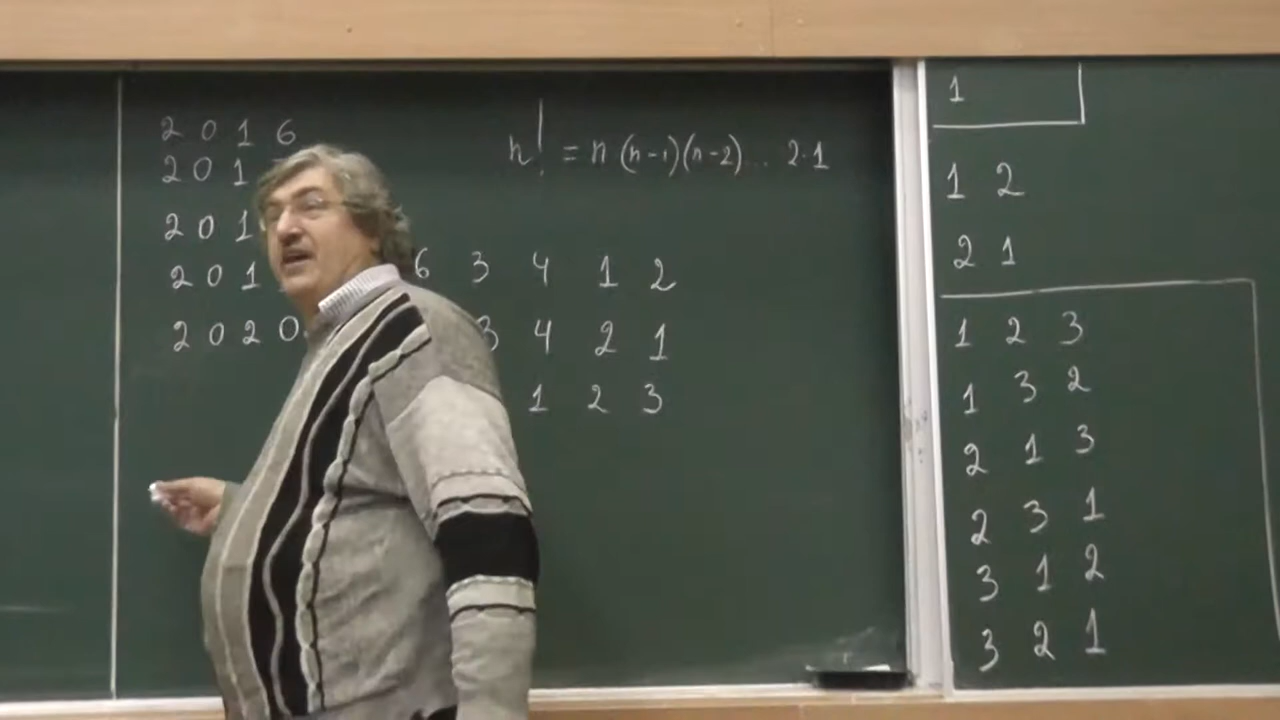 2 0 1 6
2 0 1
2 0 1
2 0 1
2 0 2 0
n! = n (n-1)(n-2)... 2·1
6 3 4 1 2
3 4 2 1
1 2 3
1
1 2
2 1
1 2 3
1 3 2
2 1 3
2 3 1
3 1 2
3 2 1